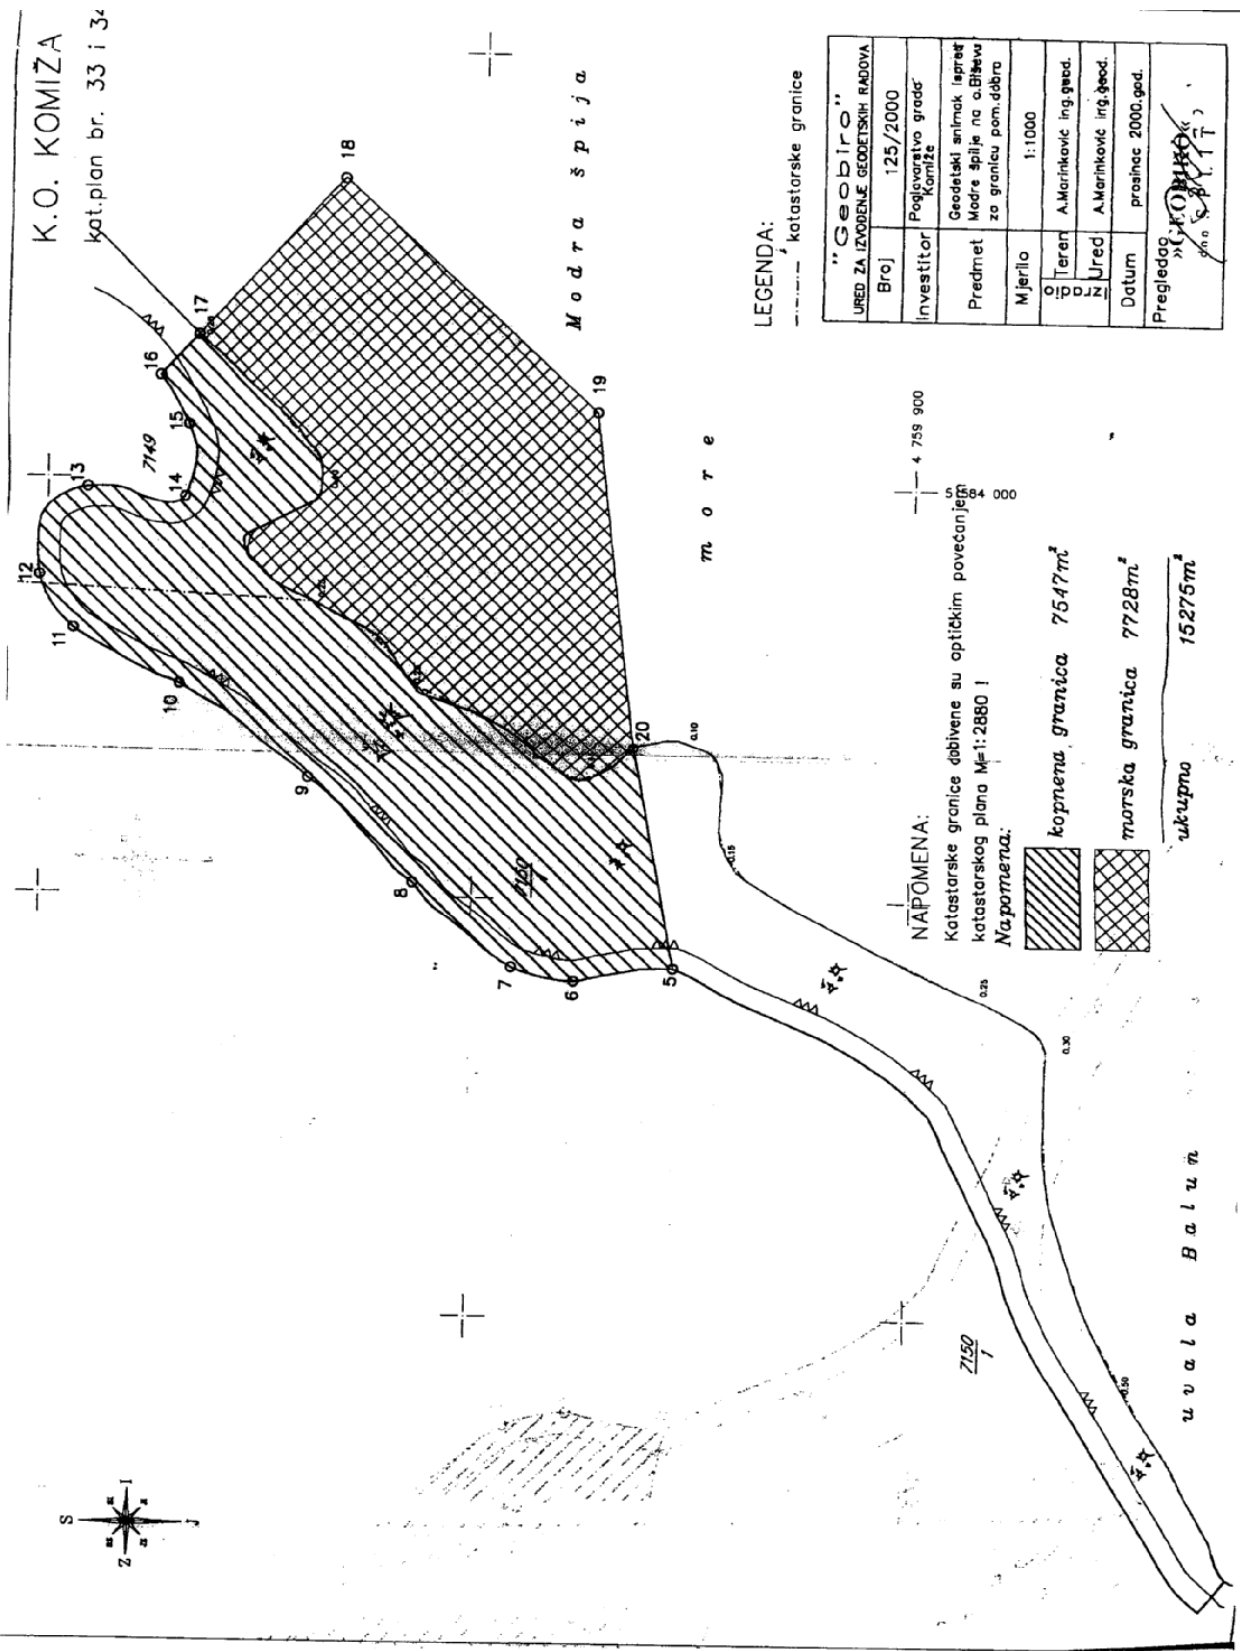 K.O. KOMIŽA
kat.plan br. 33 i 34
18
17
16
15
7149
14
13
12
11
10
9
8
7
6
5
19
20
7150
Modra špija
more
0.10
0.15
0.25
0.30
0.50
7150
1
uvala Balun
S
I
Z
J
LEGENDA:
katastarske granice
"Geobiro"
URED ZA IZVOĐENJE GEODETSKIH RADOVA
Broj 125/2000
Investitor Poglavarstvo grada Komiže
Predmet Geodetski snimak ispred
Modre špilje na o.Biševu
za granicu pom.dobra
Mjerilo 1:1000
Izradio Teren A.Marinković ing.geod.
Ured A.Marinković ing.geod.
Datum prosinac 2000.god.
Pregledao
»GEOBIRO«
SPLIT
4 759 900
5 584 000
NAPOMENA:
Katastarske granice dobivene su optičkim povećanjem
katastarskog plana M=1:2880 !
Napomena:
kopnena granica 7547m²
morska granica 7728m²
ukupno 15275m²